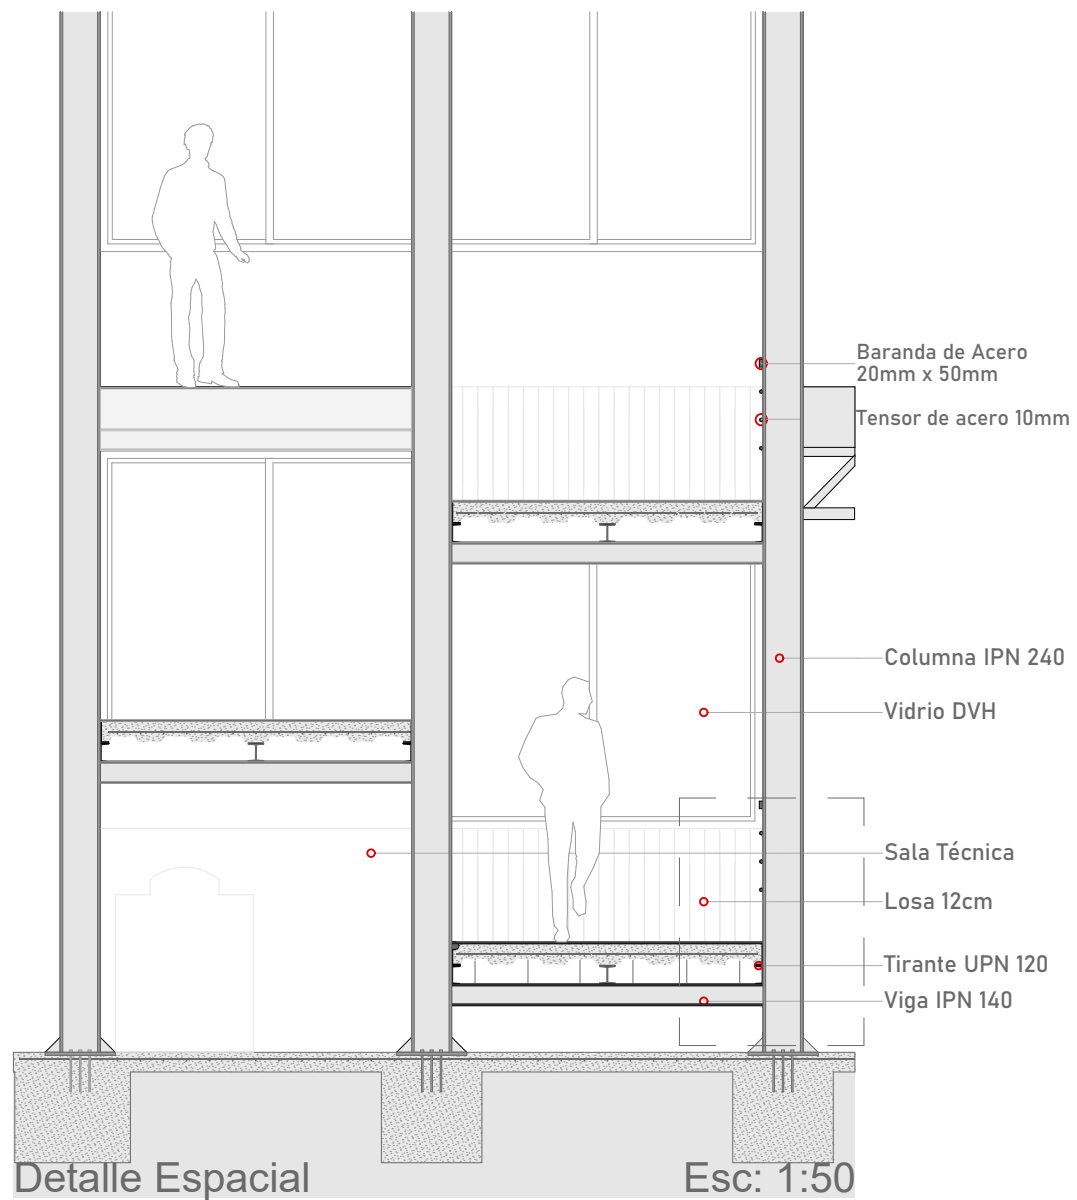 Baranda de Acero
20mm x 50mm
Tensor de acero 10mm
Columna IPN 240
Vidrio DVH
Sala Técnica
Losa 12cm
Tirante UPN 120
Viga IPN 140
Detalle Espacial
Esc: 1:50